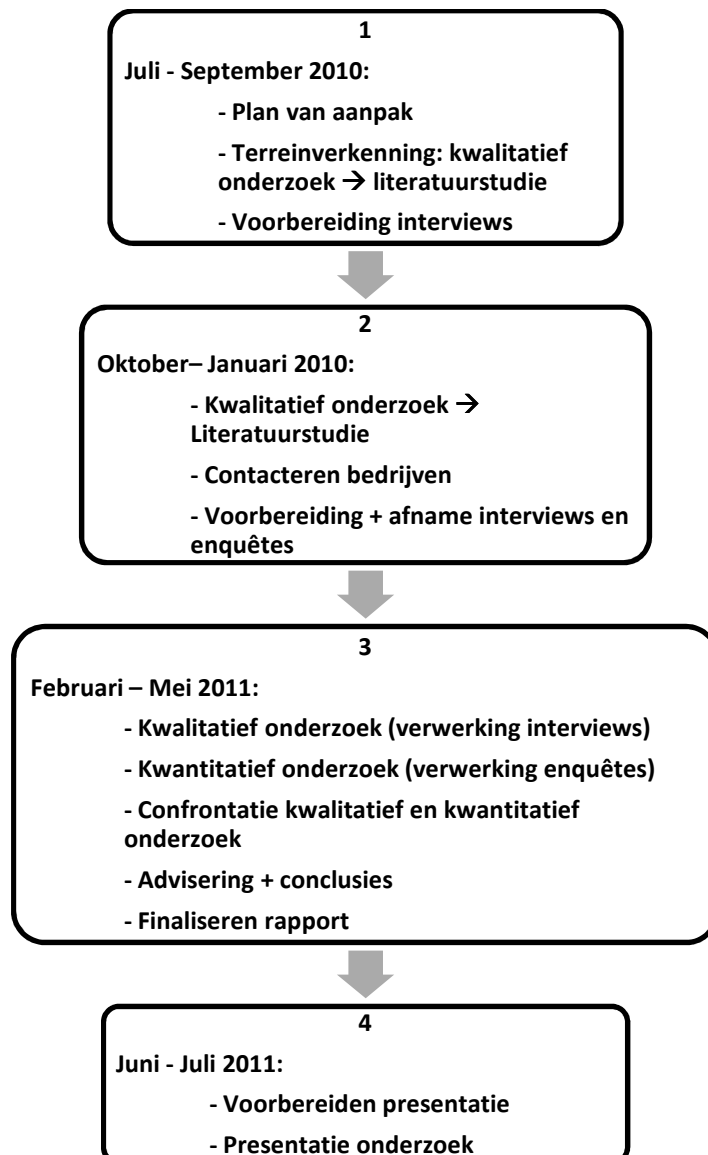 1
Juli - September 2010:
- Plan van aanpak
- Terreinverkenning: kwalitatief
onderzoek → literatuurstudie
- Voorbereiding interviews
2
Oktober– Januari 2010:
- Kwalitatief onderzoek →
Literatuurstudie
- Contacteren bedrijven
- Voorbereiding + afname interviews en
enquêtes
3
Februari – Mei 2011:
- Kwalitatief onderzoek (verwerking interviews)
- Kwantitatief onderzoek (verwerking enquêtes)
- Confrontatie kwalitatief en kwantitatief
onderzoek
- Advisering + conclusies
- Finaliseren rapport
4
Juni - Juli 2011:
- Voorbereiden presentatie
- Presentatie onderzoek